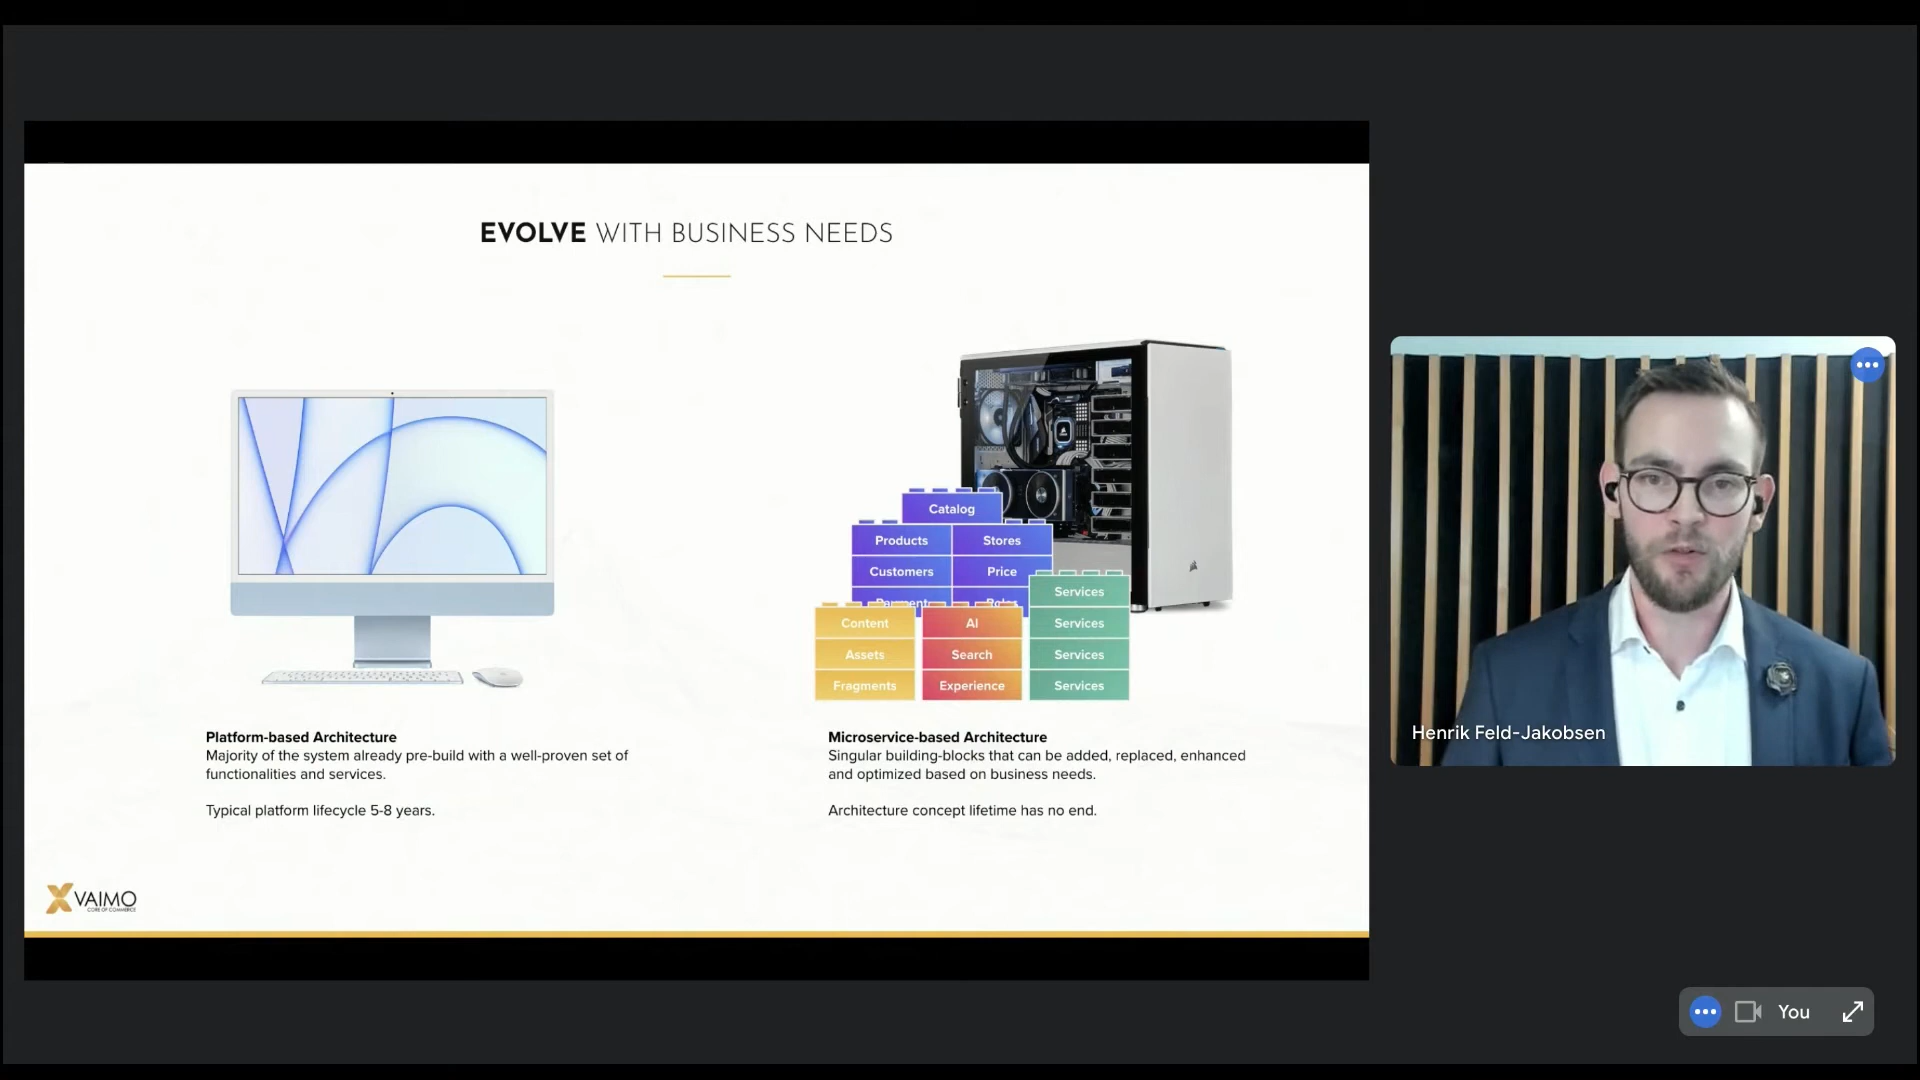 EVOLVE WITH BUSINESS NEEDS
Catalog
Products
Stores
Customers
Price
Payment
Services
Content
AI
Services
Assets
Search
Services
Fragments
Experience
Services
Platform-based Architecture
Majority of the system already pre-build with a well-proven set of
functionalities and services.
Typical platform lifecycle 5-8 years.
Microservice-based Architecture
Singular building-blocks that can be added, replaced, enhanced
and optimized based on business needs.
Architecture concept lifetime has no end.
VAIMO
CORE OF COMMERCE
Henrik Feld-Jakobsen
You